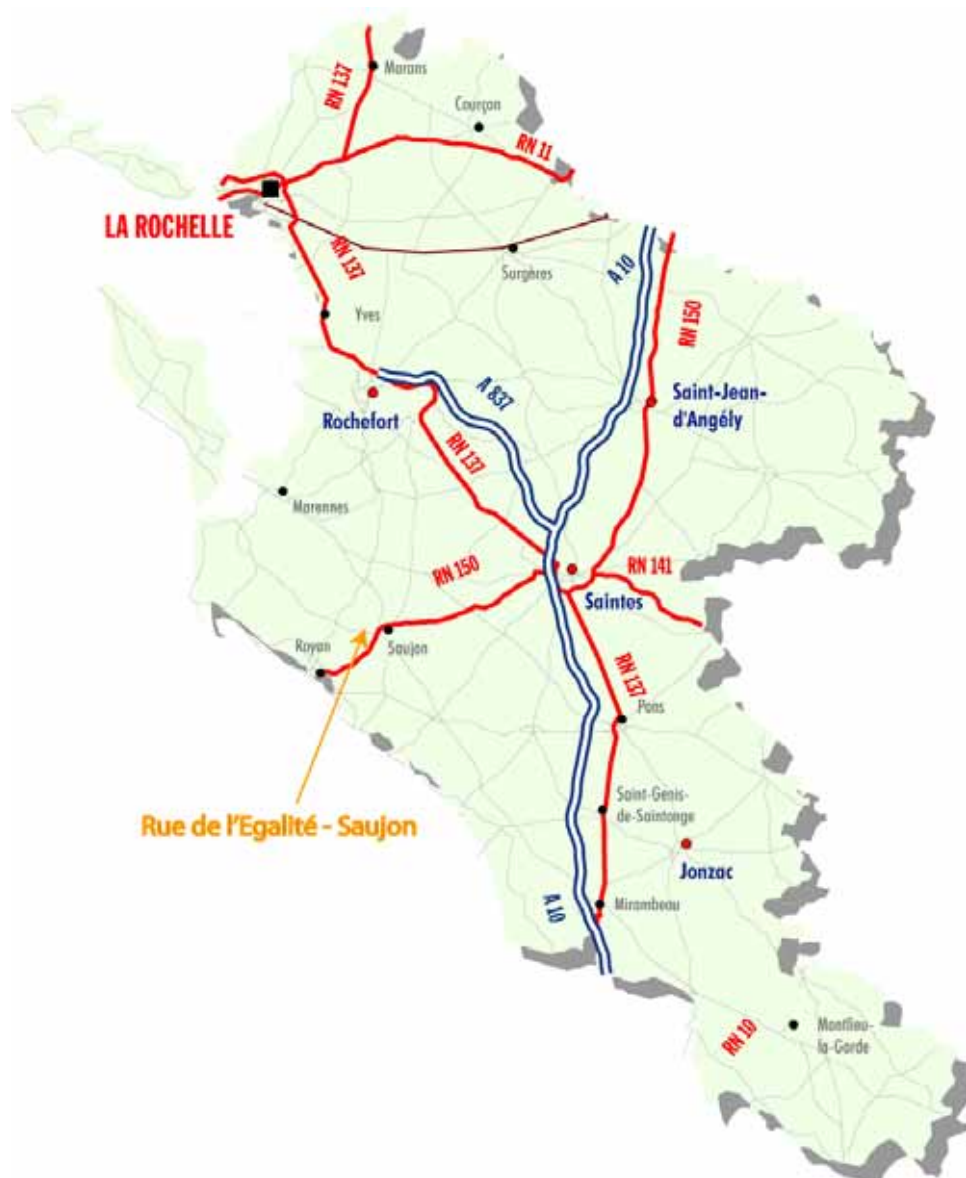 RN 137
Marans
Courçon
RN 11
LA ROCHELLE
RN 137
Surgères
A 10
Yves
RN 150
A 837
Rochefort
Saint-Jean-
d'Angély
RN 137
Marennes
RN 150
RN 141
Saintes
Royan
Saujon
RN 137
Pons
Rue de l'Egalité - Saujon
Saint-Genis-
de-Saintonge
Jonzac
A 10
Mirambeau
RN 10
Montlieu-
la-Garde